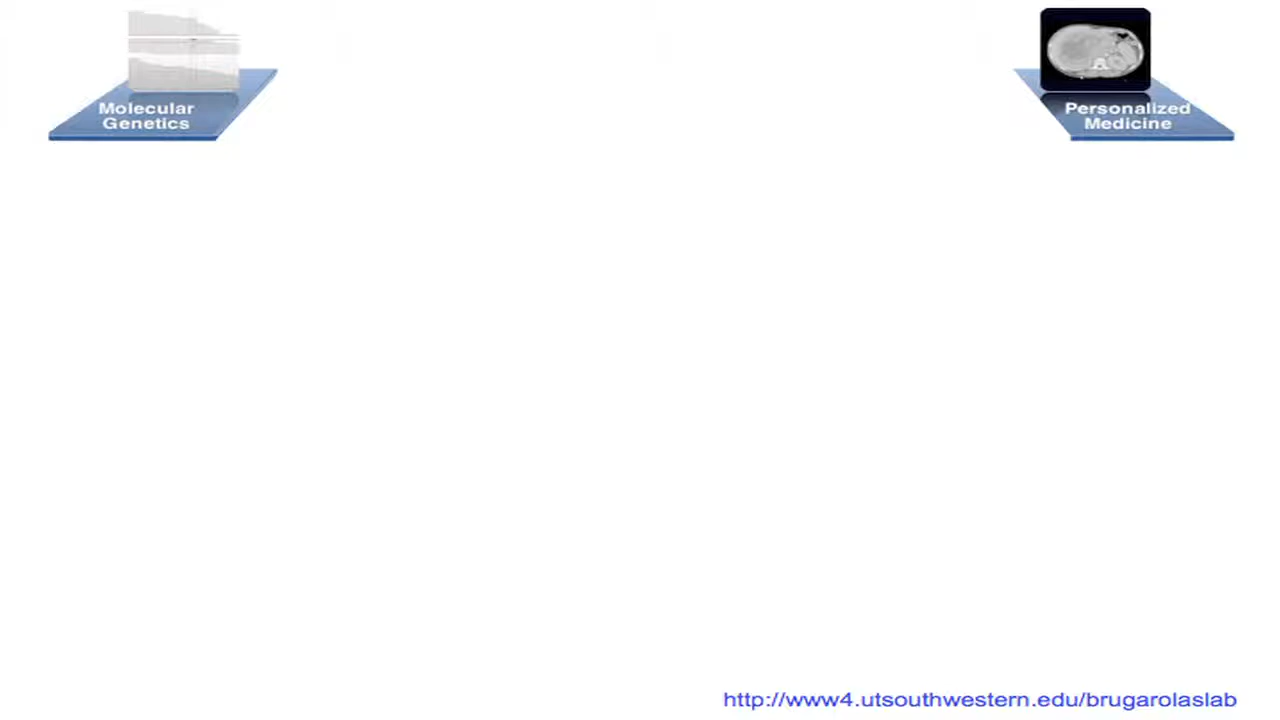 Molecular
Genetics
Personalized
Medicine
http://www4.utsouthwestern.edu/brugarolaslab